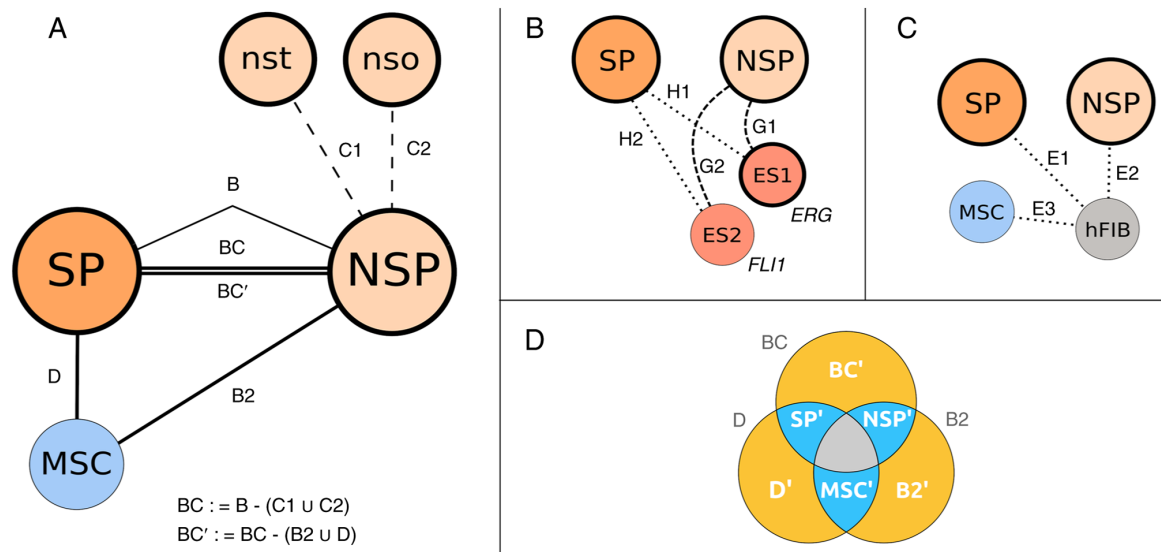 A
nst
nso
C1
C2
B
SP
BC
BC′
NSP
D
B2
MSC
BC : = B - (C1 ∪ C2)
BC′ : = BC - (B2 ∪ D)
B
SP
NSP
H1
G1
H2
G2
ES1
ERG
ES2
FLI1
C
SP
NSP
E1
E2
MSC
E3
hFIB
D
BC
BC'
D
SP'
NSP'
B2
D'
MSC'
B2'